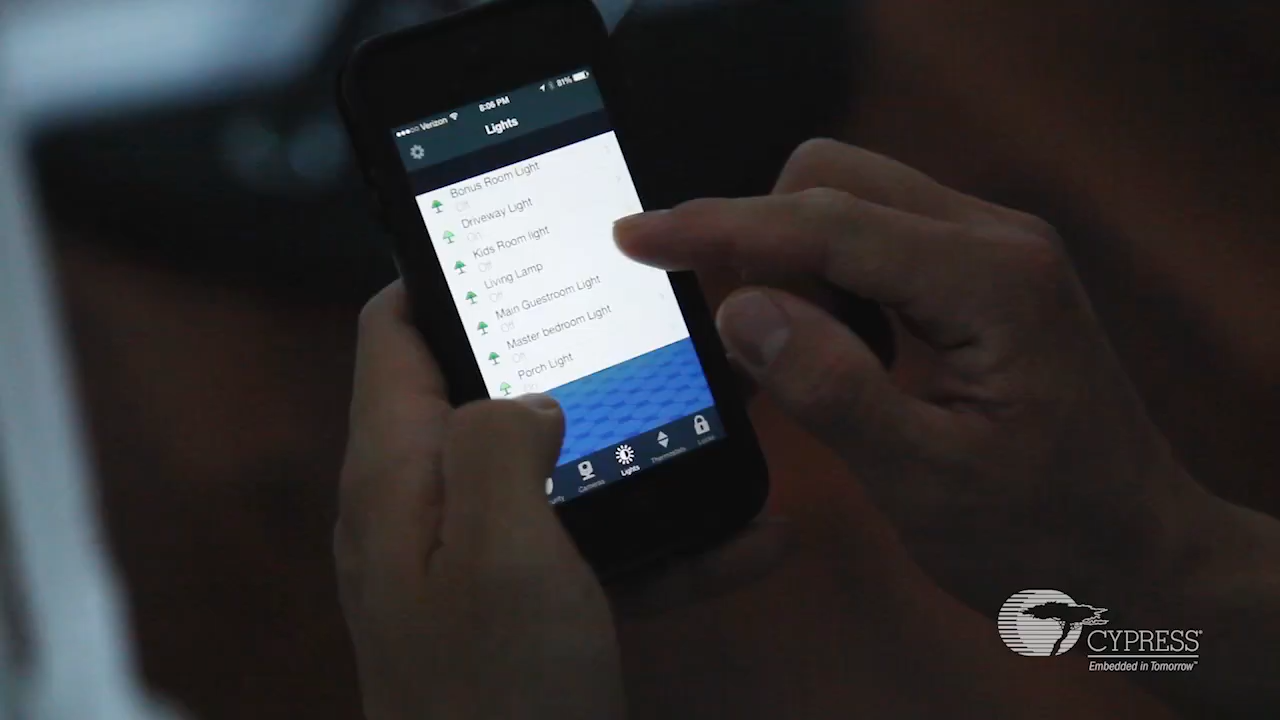 Verizon 8:06 PM 81%
Lights
Bonus Room Light
Off
Driveway Light
On
Kids Room light
Off
Living Lamp
Off
Main Guestroom Light
Off
Master bedroom Light
Off
Porch Light
On
Cameras Lights Thermostats Locks
CYPRESS®
Embedded in Tomorrow™